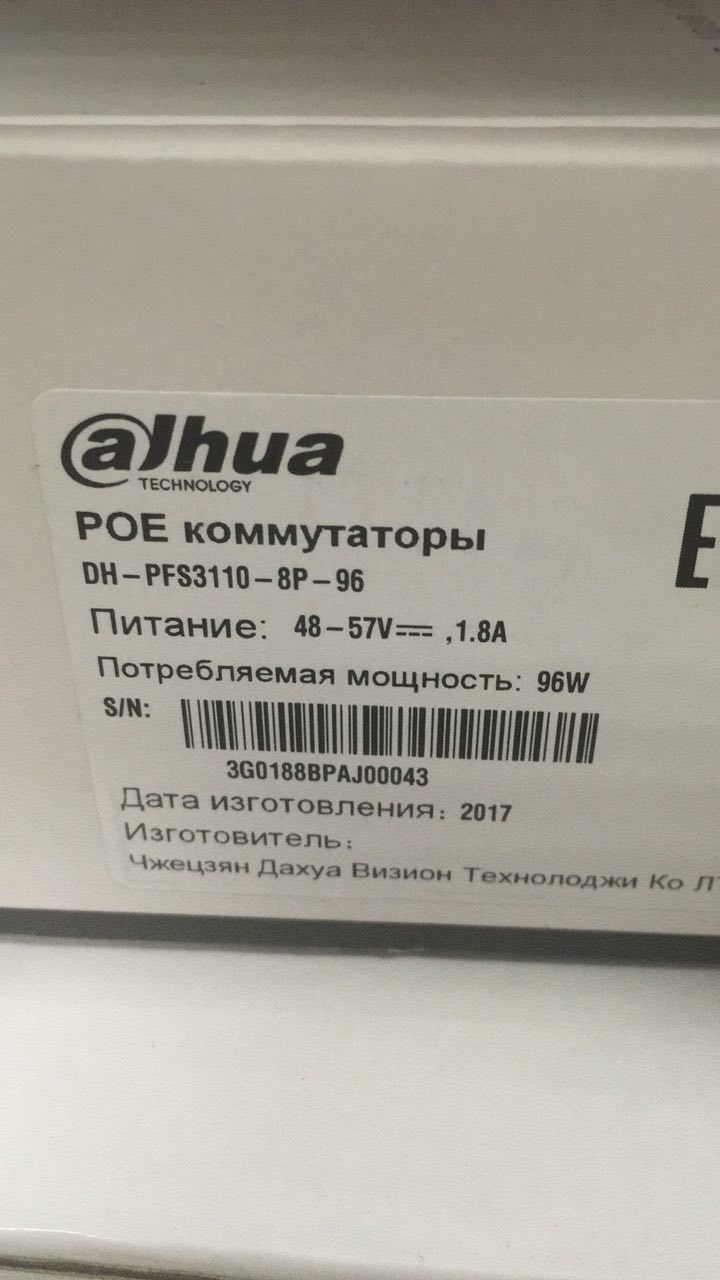 alhua
TECHNOLOGY
POE коммутаторы
DH-PFS3110-8P-96
Питание: 48-57V⎓ ,1.8A
Потребляемая мощность: 96W
S/N:
3G0188BPAJ00043
Дата изготовления: 2017
Изготовитель:
Чжецзян Дахуа Визион Технолоджи Ко